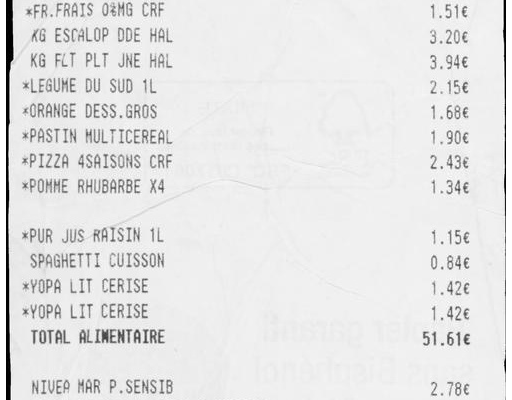 *FR.FRAIS 0%MG CRF 1.51€
KG ESCALOP DDE HAL 3.20€
KG FLT PLT JNE HAL 3.94€
*LEGUME DU SUD 1L 2.15€
*ORANGE DESS.GROS 1.68€
*PASTIN MULTICEREAL 1.90€
*PIZZA 4SAISONS CRF 2.43€
*POMME RHUBARBE X4 1.34€
*PUR JUS RAISIN 1L 1.15€
SPAGHETTI CUISSON 0.84€
*YOPA LIT CERISE 1.42€
*YOPA LIT CERISE 1.42€
TOTAL ALIMENTAIRE 51.61€
NIVEA MAR P.SENSIB 2.78€